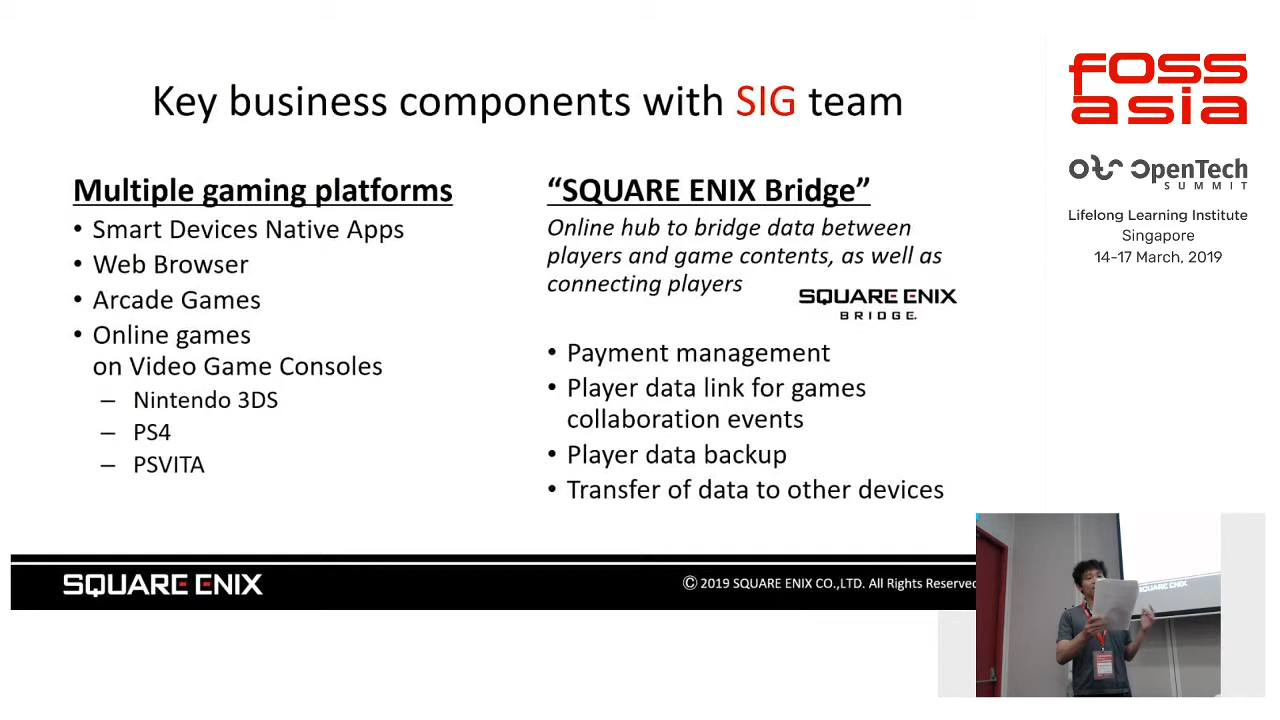 Key business components with SIG team
Multiple gaming platforms
• Smart Devices Native Apps
• Web Browser
• Arcade Games
• Online games
on Video Game Consoles
– Nintendo 3DS
– PS4
– PSVITA
“SQUARE ENIX Bridge”
Online hub to bridge data between
players and game contents, as well as
connecting players
SQUARE ENIX
BRIDGE.
• Payment management
• Player data link for games
collaboration events
• Player data backup
• Transfer of data to other devices
SQUARE ENIX
© 2019 SQUARE ENIX CO.,LTD. All Rights Reserved
FOSS
ASIA
OpenTech
SUMMIT
Lifelong Learning Institute
Singapore
14-17 March, 2019
SQUARE ENIX